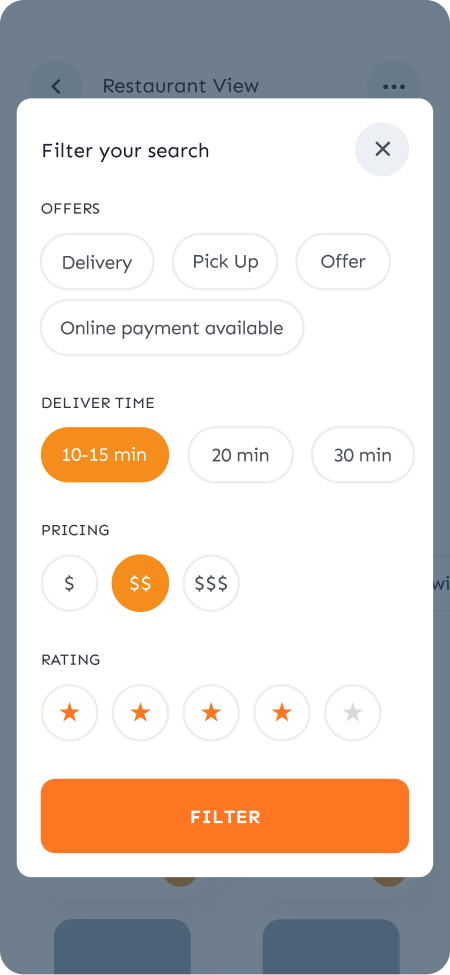 Restaurant View
Filter your search
OFFERS
Delivery Pick Up Offer
Online payment available
DELIVER TIME
10-15 min 20 min 30 min
PRICING
$ $$ $$$
wi
RATING
FILTER